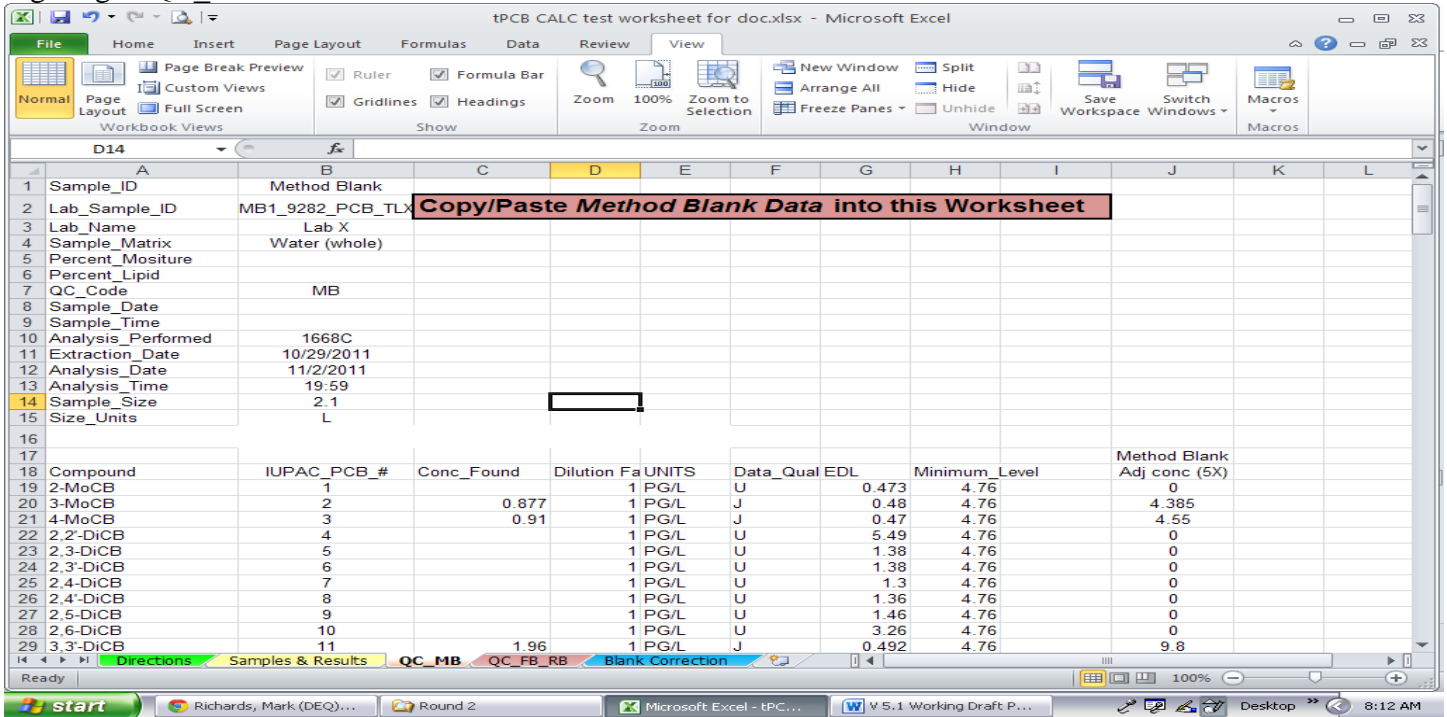 tPCB CALC test worksheet for doc.xlsx - Microsoft Excel
File Home Insert Page Layout Formulas Data Review View
Normal
Page Layout
Page Break Preview
Custom Views
Full Screen
Workbook Views
Ruler Formula Bar
Gridlines Headings
Show
Zoom 100% Zoom to Selection
Zoom
New Window Split
Arrange All Hide
Freeze Panes Unhide
Save Workspace Switch Windows
Window
Macros
Macros
D14 fx
A B C D E F G H I J K L
1 Sample_ID Method Blank
2 Lab_Sample_ID MB1_9282_PCB_TLX Copy/Paste Method Blank Data into this Worksheet
3 Lab_Name Lab X
4 Sample_Matrix Water (whole)
5 Percent_Mositure
6 Percent_Lipid
7 QC_Code MB
8 Sample_Date
9 Sample_Time
10 Analysis_Performed 1668C
11 Extraction_Date 10/29/2011
12 Analysis_Date 11/2/2011
13 Analysis_Time 19:59
14 Sample_Size 2.1
15 Size_Units L
16
17 Method Blank
18 Compound IUPAC_PCB_# Conc_Found Dilution Fa UNITS Data_Qual EDL Minimum_Level Adj conc (5X)
19 2-MoCB 1 1 PG/L U 0.473 4.76 0
20 3-MoCB 2 0.877 1 PG/L J 0.48 4.76 4.385
21 4-MoCB 3 0.91 1 PG/L J 0.47 4.76 4.55
22 2,2'-DiCB 4 1 PG/L U 5.49 4.76 0
23 2,3-DiCB 5 1 PG/L U 1.38 4.76 0
24 2,3'-DiCB 6 1 PG/L U 1.38 4.76 0
25 2,4-DiCB 7 1 PG/L U 1.3 4.76 0
26 2,4'-DiCB 8 1 PG/L U 1.36 4.76 0
27 2,5-DiCB 9 1 PG/L U 1.46 4.76 0
28 2,6-DiCB 10 1 PG/L U 3.26 4.76 0
29 3,3'-DiCB 11 1.96 1 PG/L J 0.492 4.76 9.8
Directions Samples & Results QC_MB QC_FB_RB Blank Correction
Ready 100%
start Richards, Mark (DEQ)... Round 2 Microsoft Excel - tPC... V 5.1 Working Draft P... Desktop 8:12 AM